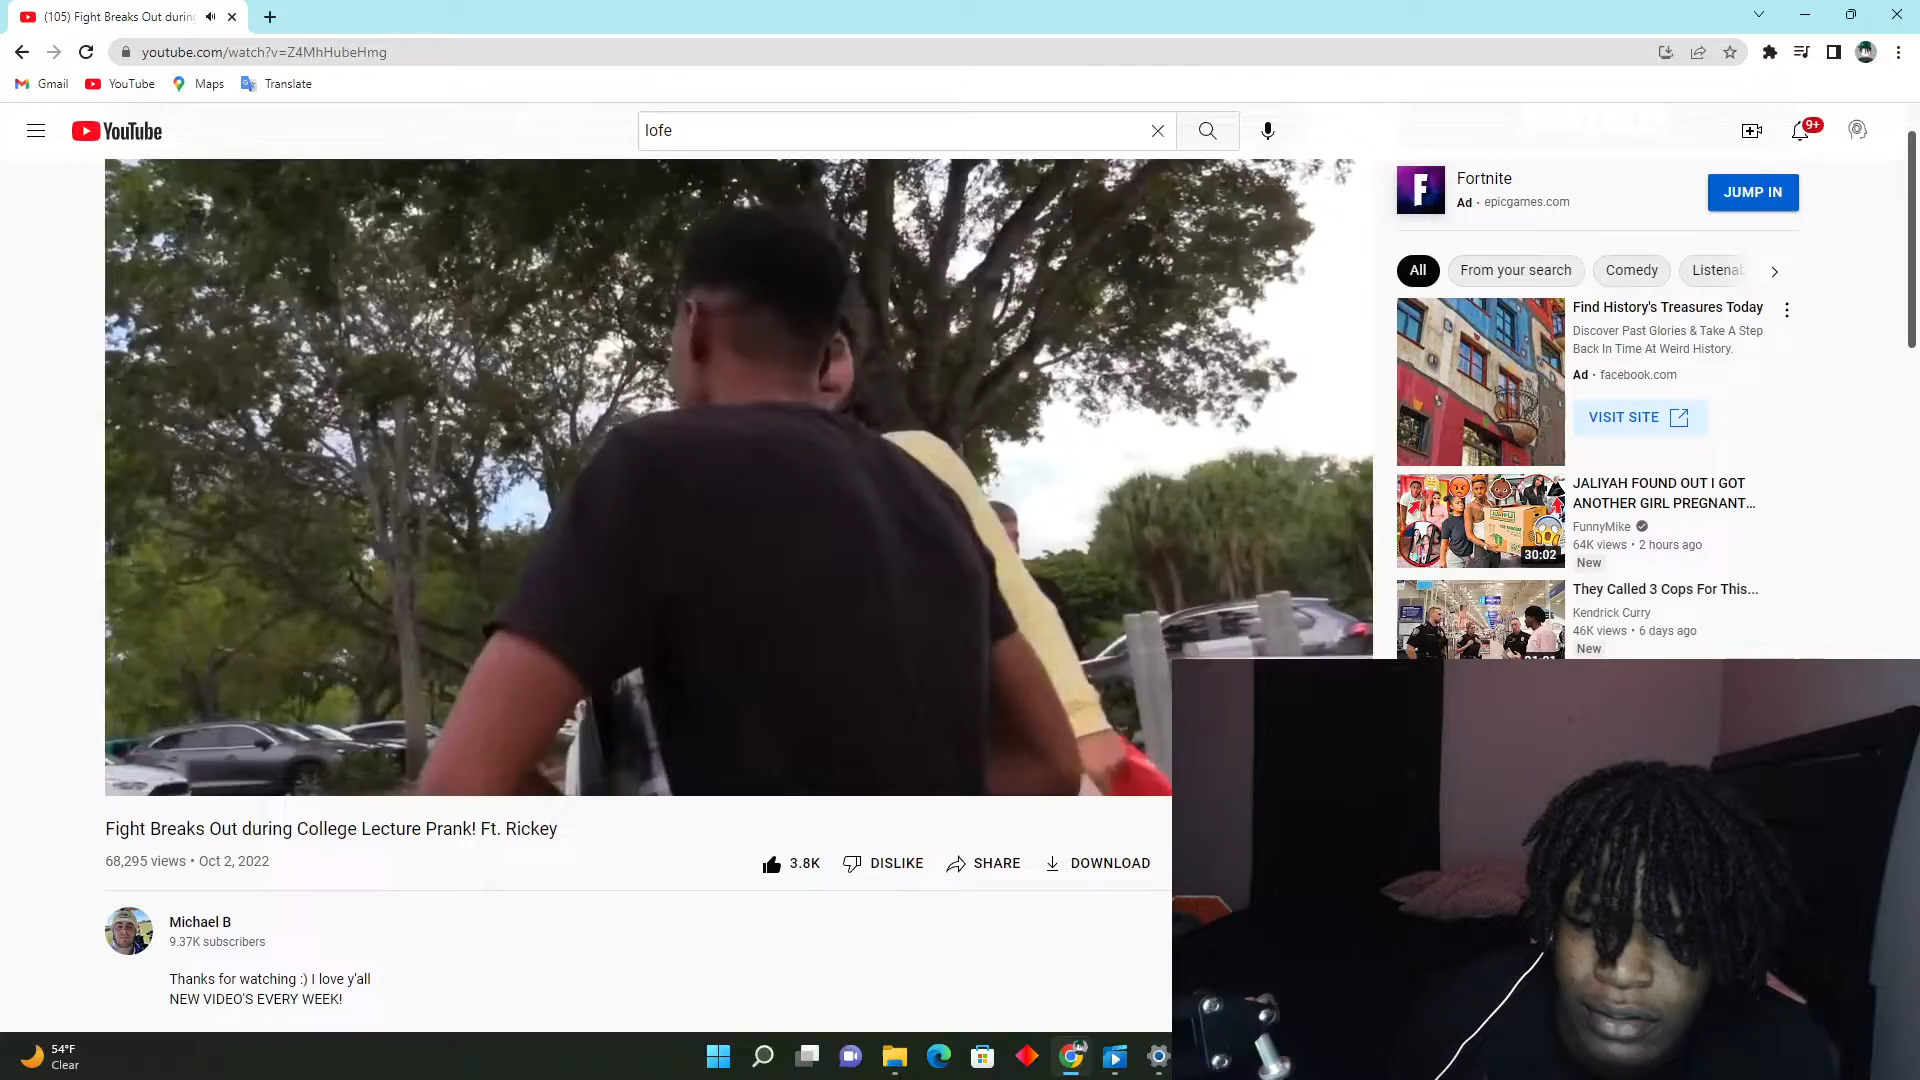 (105) Fight Breaks Out durin
youtube.com/watch?v=Z4MhHubeHmg
Gmail
YouTube
Maps
Translate
YouTube
lofe
9+
Fortnite
Ad · epicgames.com
JUMP IN
All
From your search
Comedy
Listenab
Find History's Treasures Today
Discover Past Glories & Take A Step
Back In Time At Weird History.
Ad · facebook.com
VISIT SITE
JALIYAH FOUND OUT I GOT
ANOTHER GIRL PREGNANT...
FunnyMike
64K views • 2 hours ago
New
30:02
They Called 3 Cops For This...
Kendrick Curry
46K views • 6 days ago
New
Fight Breaks Out during College Lecture Prank! Ft. Rickey
68,295 views • Oct 2, 2022
3.8K
DISLIKE
SHARE
DOWNLOAD
Michael B
9.37K subscribers
Thanks for watching :) I love y'all
NEW VIDEO'S EVERY WEEK!
54°F
Clear